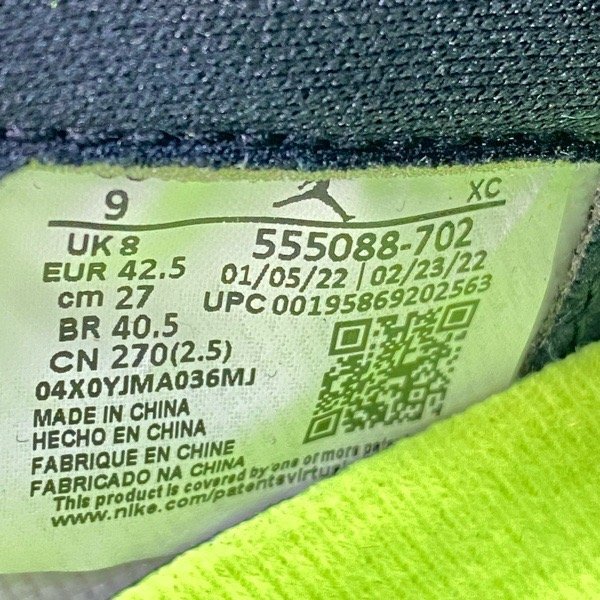 9
XC
UK 8
EUR 42.5
cm 27
BR 40.5
CN 270(2.5)
555088-702
01/05/22 | 02/23/22
UPC 00195869202563
04X0YJMA036MJ
MADE IN CHINA
HECHO EN CHINA
FABRIQUE EN CHINE
FABRICADO NA CHINA
This product is covered by one or more
www.nike.com/patents